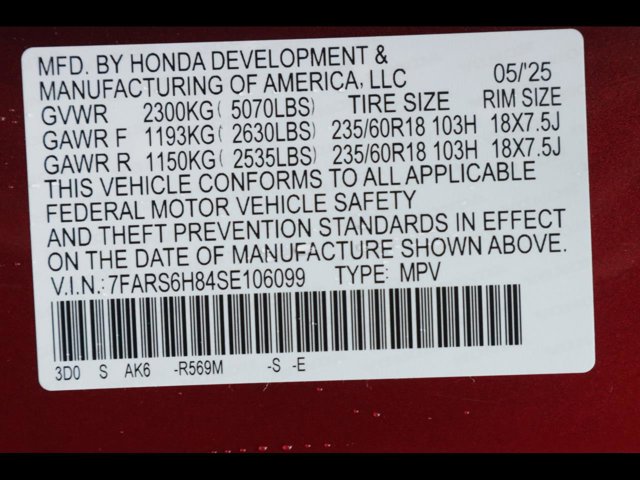 MFD. BY HONDA DEVELOPMENT &
MANUFACTURING OF AMERICA, LLC 05/'25
GVWR 2300KG( 5070LBS) TIRE SIZE RIM SIZE
GAWR F 1193KG( 2630LBS) 235/60R18 103H 18X7.5J
GAWR R 1150KG( 2535LBS) 235/60R18 103H 18X7.5J
THIS VEHICLE CONFORMS TO ALL APPLICABLE
FEDERAL MOTOR VEHICLE SAFETY
AND THEFT PREVENTION STANDARDS IN EFFECT
ON THE DATE OF MANUFACTURE SHOWN ABOVE.
V.I.N.:7FARS6H84SE106099 TYPE: MPV
3D0 S AK6 -R569M -S -E